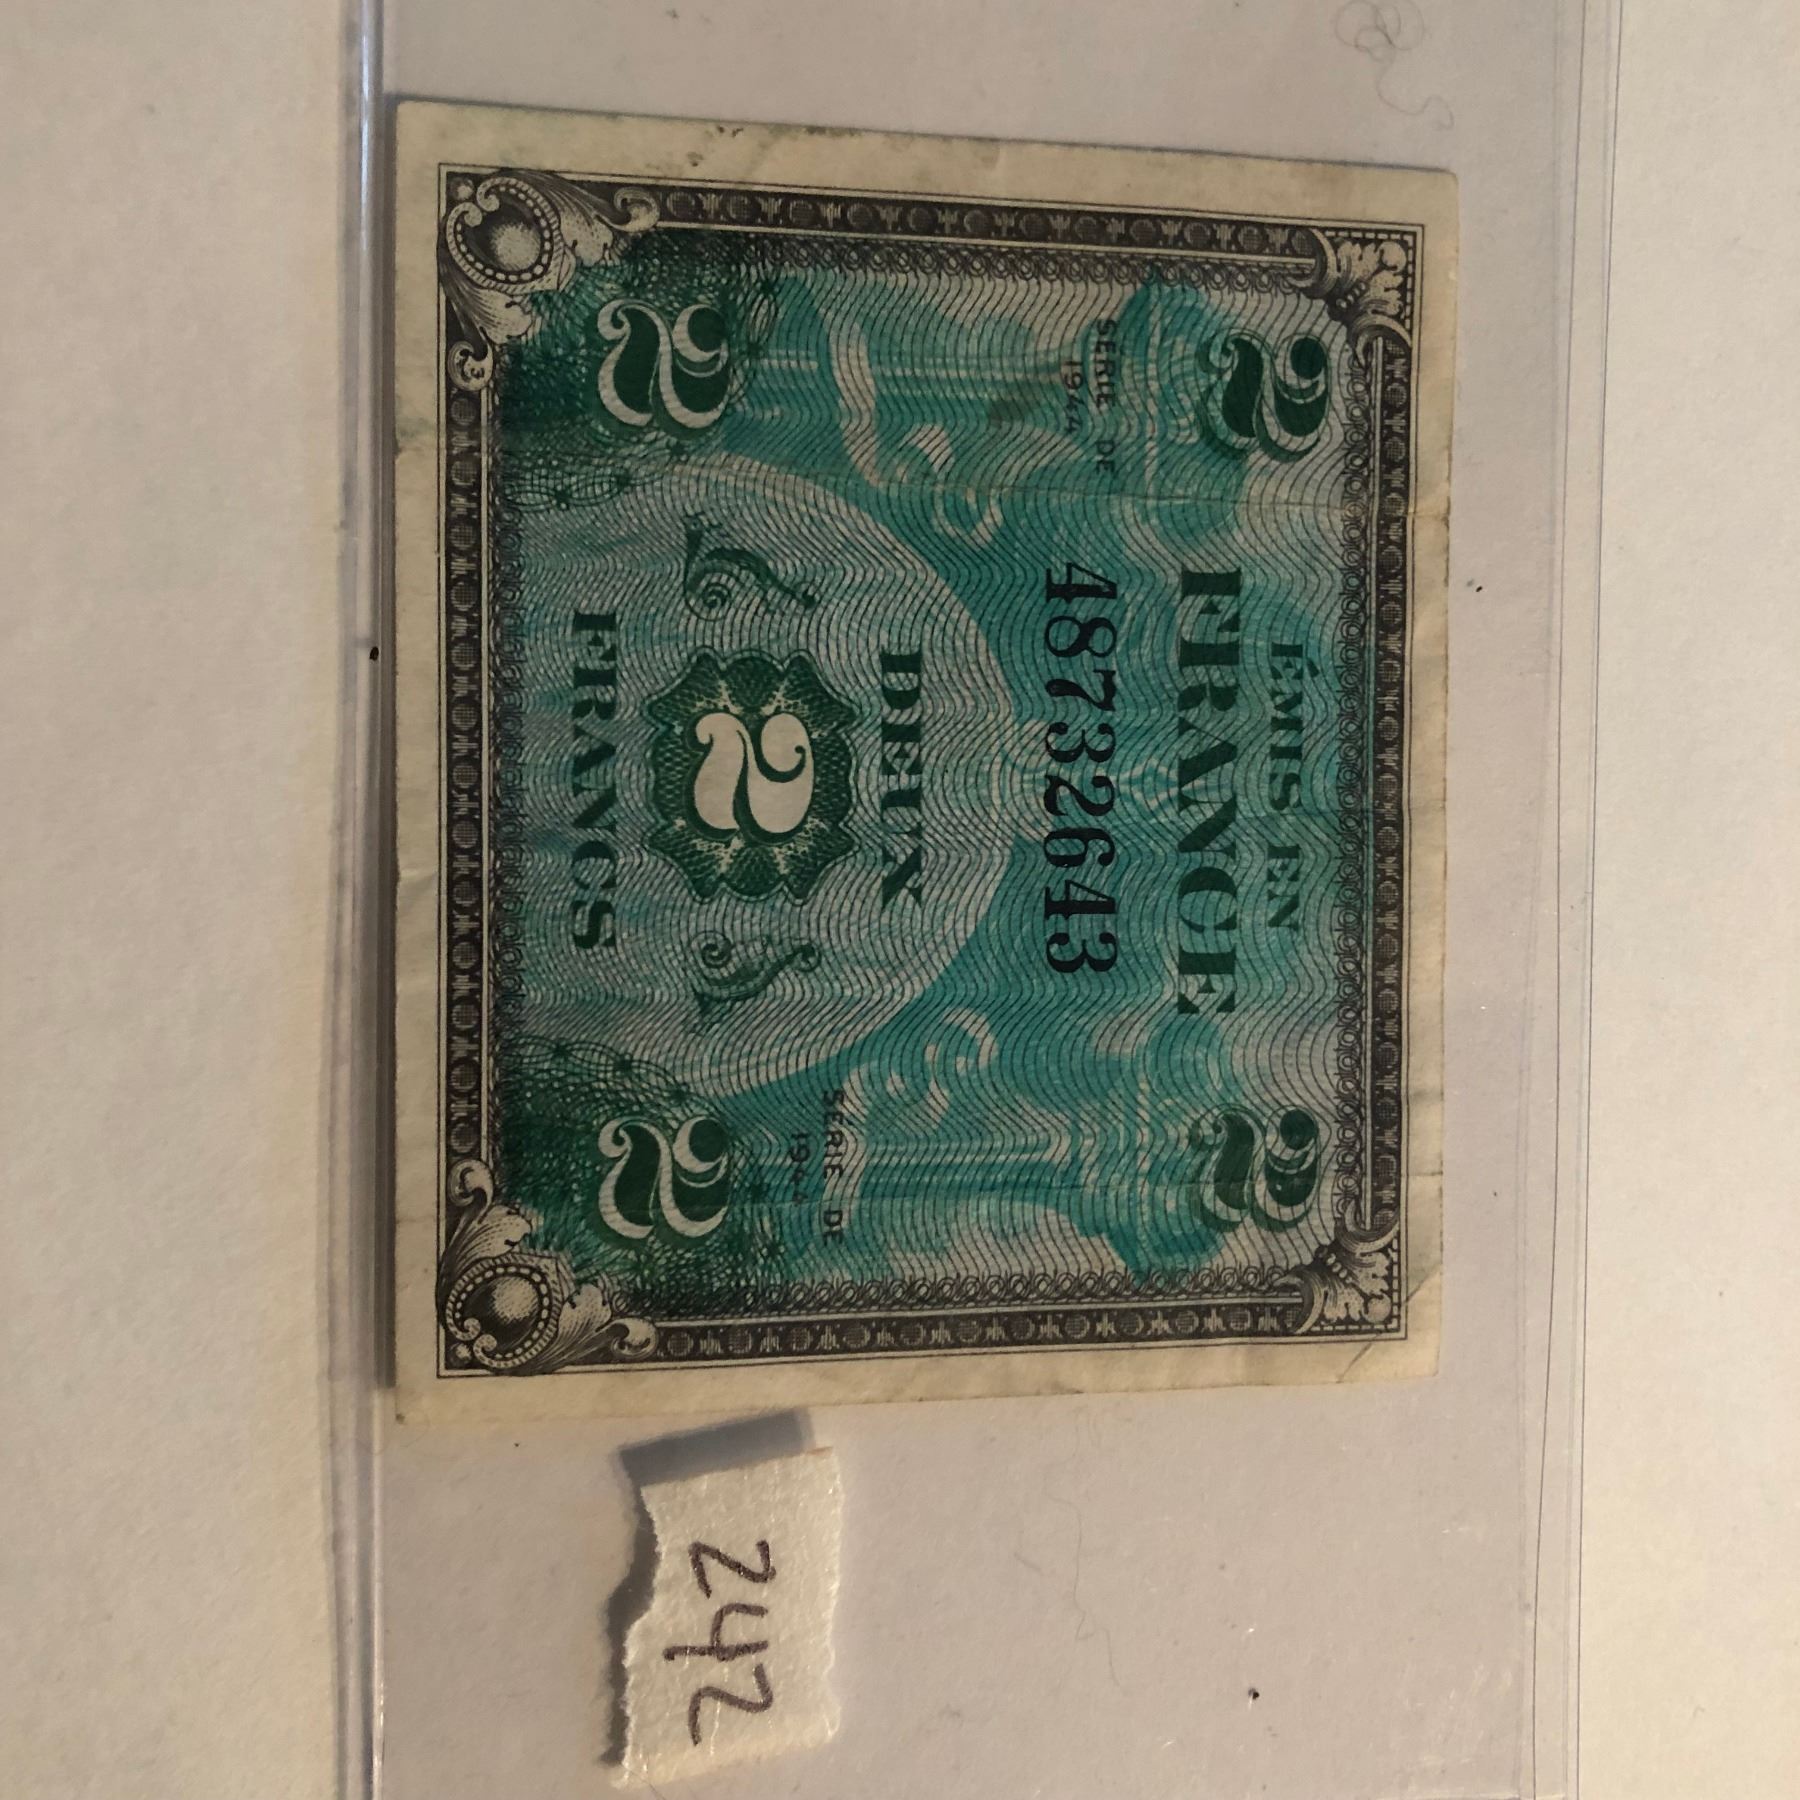 2 2
ÉMIS EN
FRANCE
SÉRIE DE
1944
48732643
DEUX
2
SÉRIE DE
1944
2 2
FRANCS
242